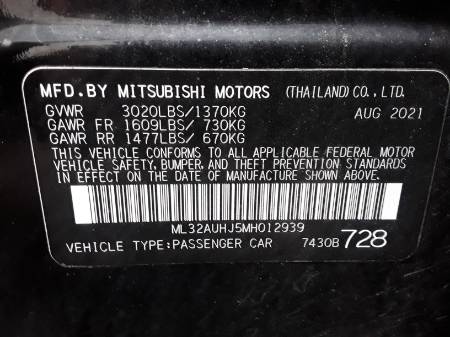 MFD. BY MITSUBISHI MOTORS (THAILAND) CO., LTD.
GVWR 3020LBS/1370KG AUG 2021
GAWR FR 1609LBS/ 730KG
GAWR RR 1477LBS/ 670KG
THIS VEHICLE CONFORMS TO ALL APPLICABLE FEDERAL MOTOR
VEHICLE SAFETY, BUMPER, AND THEFT PREVENTION STANDARDS
IN EFFECT ON THE DATE OF MANUFACTURE SHOWN ABOVE.
ML32AUHJ5MH012939
VEHICLE TYPE:PASSENGER CAR 7430B 728